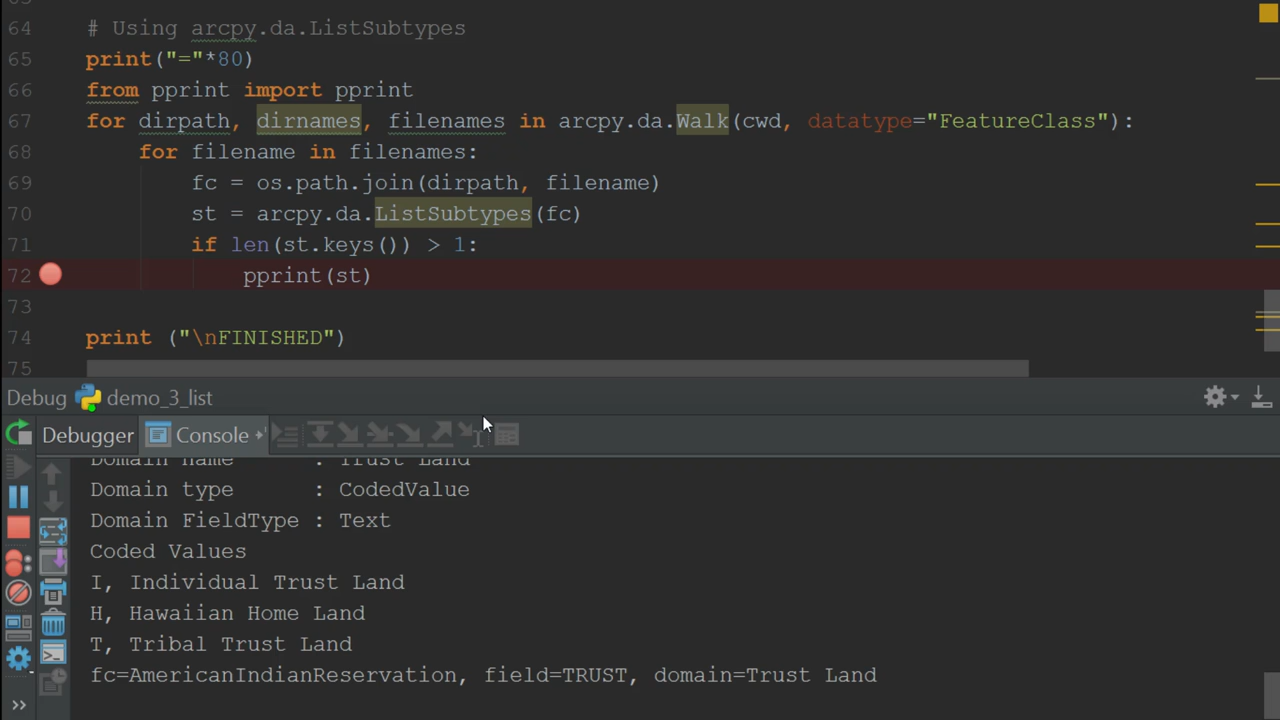 64 # Using arcpy.da.ListSubtypes
65 print("="*80)
66 from pprint import pprint
67 for dirpath, dirnames, filenames in arcpy.da.Walk(cwd, datatype="FeatureClass"):
68 for filename in filenames:
69 fc = os.path.join(dirpath, filename)
70 st = arcpy.da.ListSubtypes(fc)
71 if len(st.keys()) > 1:
72 pprint(st)
73
74 print ("\nFINISHED")
75
Debug demo_3_list
Debugger Console
Domain name : Trust Land
Domain type : CodedValue
Domain FieldType : Text
Coded Values
I, Individual Trust Land
H, Hawaiian Home Land
T, Tribal Trust Land
fc=AmericanIndianReservation, field=TRUST, domain=Trust Land